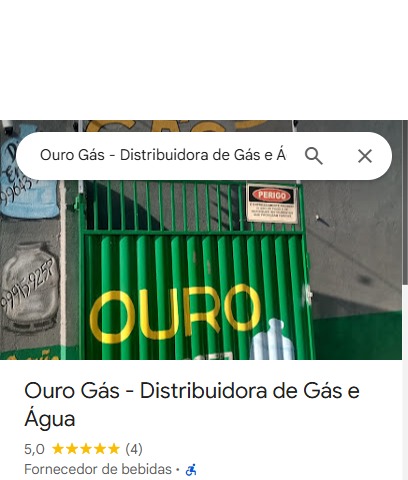 GÁS
Ouro Gás - Distribuidora de Gás e Á
PERIGO
OURO
Ouro Gás - Distribuidora de Gás e
Água
5,0 (4)
Fornecedor de bebidas ·